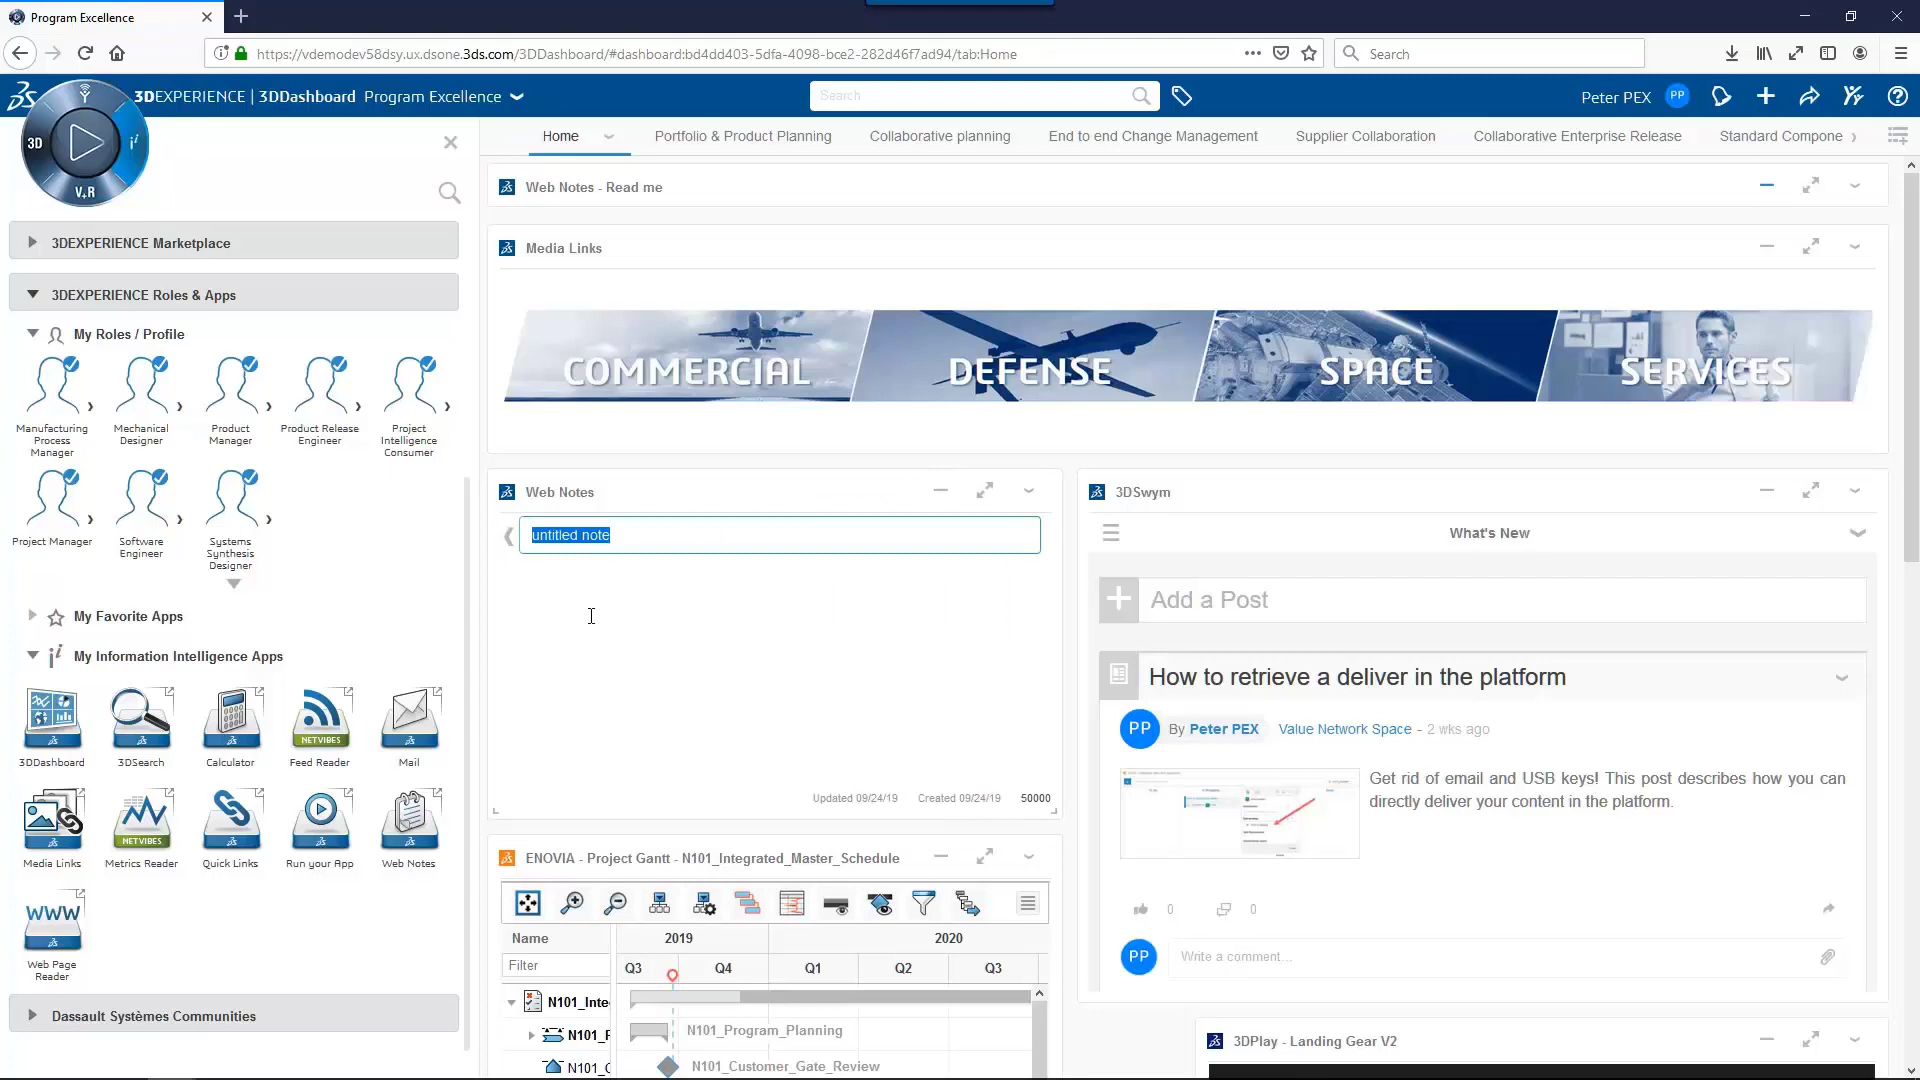 Program Excellence
https://vdemodev58dsy.ux.dsone.3ds.com/3DDashboard/#dashboard:bd4dd403-5dfa-4098-bce2-282d46f7ad94/tab:Home
Search
3DEXPERIENCE | 3DDashboard Program Excellence
Search
Peter PEX
PP
3D
i
V+R
Home
Portfolio & Product Planning
Collaborative planning
End to end Change Management
Supplier Collaboration
Collaborative Enterprise Release
Standard Compone
3DEXPERIENCE Marketplace
3DEXPERIENCE Roles & Apps
My Roles / Profile
Manufacturing Process Manager
Mechanical Designer
Product Manager
Product Release Engineer
Project Intelligence Consumer
Project Manager
Software Engineer
Systems Synthesis Designer
My Favorite Apps
My Information Intelligence Apps
3DDashboard
3DSearch
Calculator
NETVIBES
Feed Reader
Mail
Media Links
NETVIBES
Metrics Reader
Quick Links
Run your App
Web Notes
WWW
Web Page Reader
Dassault Systèmes Communities
Web Notes - Read me
Media Links
COMMERCIAL
DEFENSE
SPACE
SERVICES
Web Notes
untitled note
Updated 09/24/19
Created 09/24/19
50000
ENOVIA - Project Gantt - N101_Integrated_Master_Schedule
Name
2019
2020
Filter
Q3
Q4
Q1
Q2
Q3
N101_Inte
N101_F
N101_Program_Planning
N101_C
N101_Customer_Gate_Review
3DSwym
What's New
Add a Post
How to retrieve a deliver in the platform
PP
By Peter PEX
Value Network Space - 2 wks ago
Get rid of email and USB keys! This post describes how you can
directly deliver your content in the platform.
0
0
PP
Write a comment...
3DPlay - Landing Gear V2